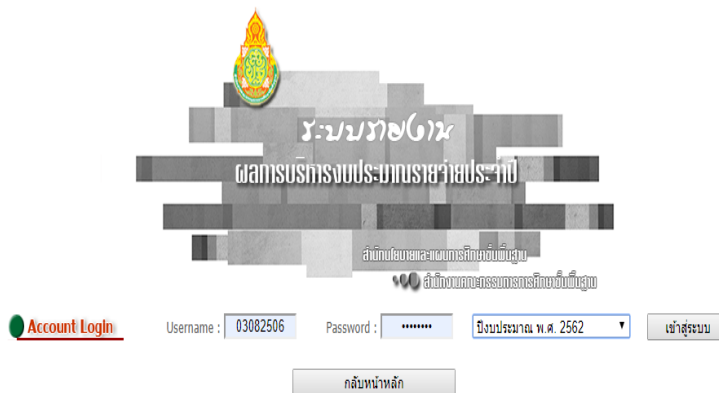 ระบบรายงาน
ผลการบริหารงบประมาณรายจ่ายประจำปี
สำนักนโยบายและแผนการศึกษาขั้นพื้นฐาน
สำนักงานคณะกรรมการการศึกษาขั้นพื้นฐาน
Account Login Username : 03082506 Password : •••••••• ปีงบประมาณ พ.ศ. 2562 เข้าสู่ระบบ
กลับหน้าหลัก